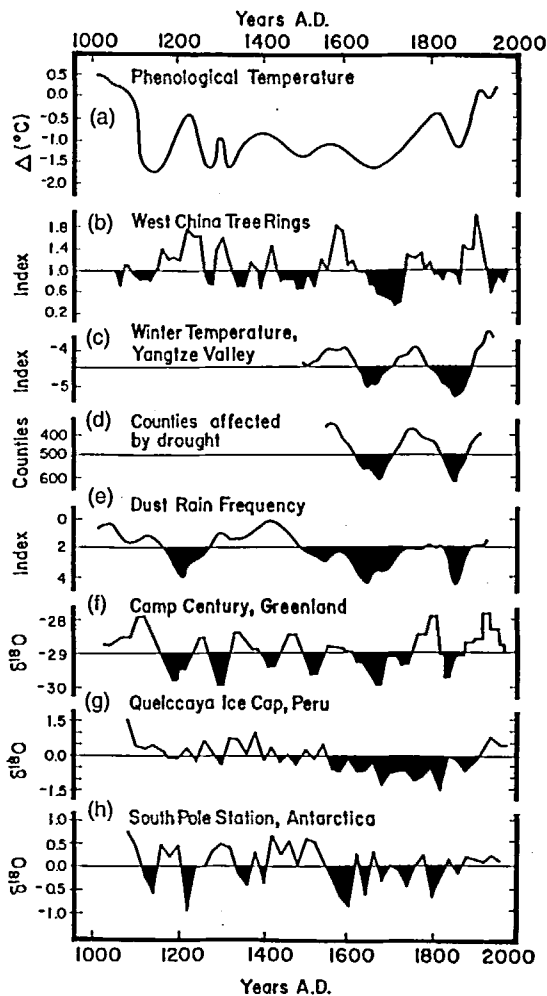 Years A.D.
1000 1200 1400 1600 1800 2000
Phenological Temperature
(a)
Δ(°C)
0.5
0.0
-0.5
-1.0
-1.5
-2.0
(b) West China Tree Rings
Index
1.8
1.4
1.0
0.6
0.2
(c) Winter Temperature,
Yangtze Valley
Index
-4
-5
(d) Counties affected
by drought
Counties
400
500
600
(e) Dust Rain Frequency
Index
0
2
4
(f) Camp Century, Greenland
δ18O
-28
-29
-30
(g) Quelccaya Ice Cap, Peru
δ18O
1.5
0.0
-1.5
(h) South Pole Station, Antarctica
δ18O
1.0
0.5
0.0
-0.5
-1.0
1000 1200 1400 1600 1800 2000
Years A.D.